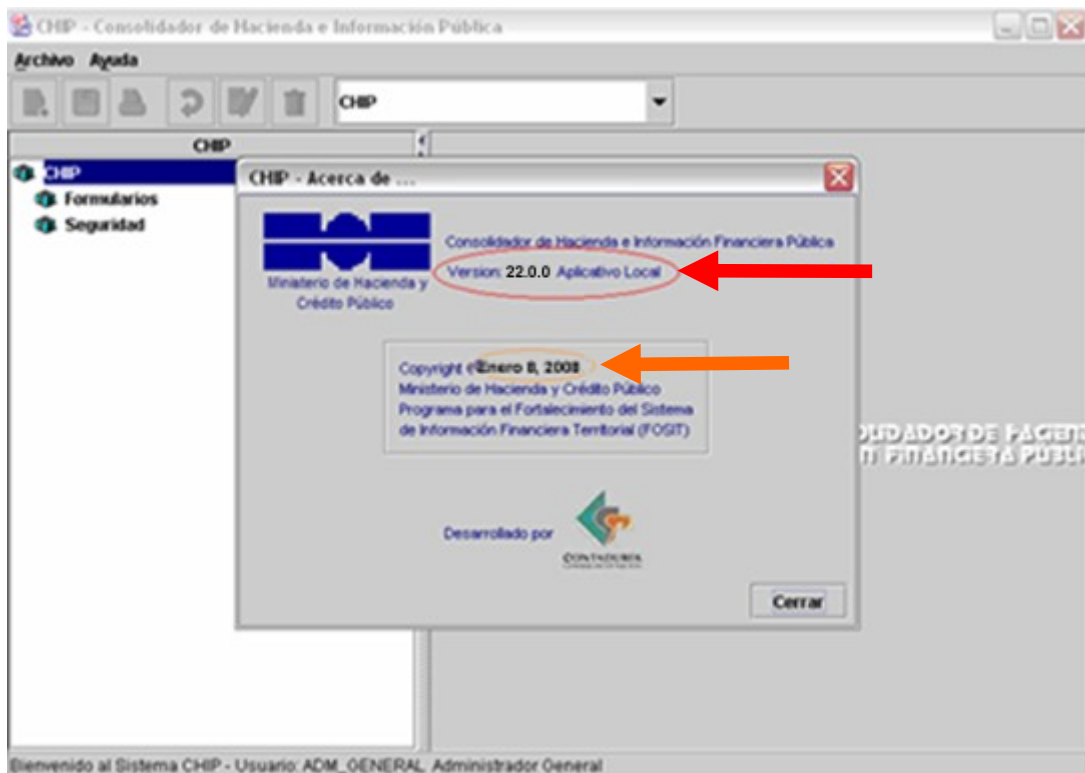 CHIP - Consolidador de Hacienda e Información Pública
Archivo Ayuda
CHIP
CHIP
CHIP
Formularios
Seguridad
CHIP - Acerca de ...
Ministerio de Hacienda y
Crédito Público
Consolidador de Hacienda e Información Financiera Pública
Version: 22.0.0 Aplicativo Local
Copyright Enero 8, 2008
Ministerio de Hacienda y Crédito Público
Programa para el Fortalecimiento del Sistema
de Información Financiera Territorial (FOSIT)
Desarrollado por
CONTADURIA
Cerrar
Bienvenido al Sistema CHIP - Usuario: ADM_GENERAL, Administrador General